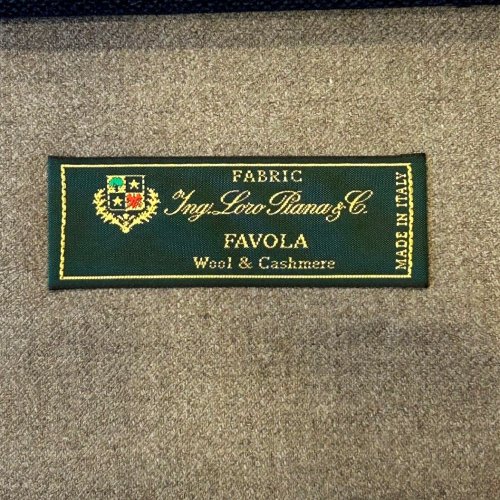 FABRIC
Ing. Loro Piana & C.
FAVOLA
Wool & Cashmere
MADE IN ITALY